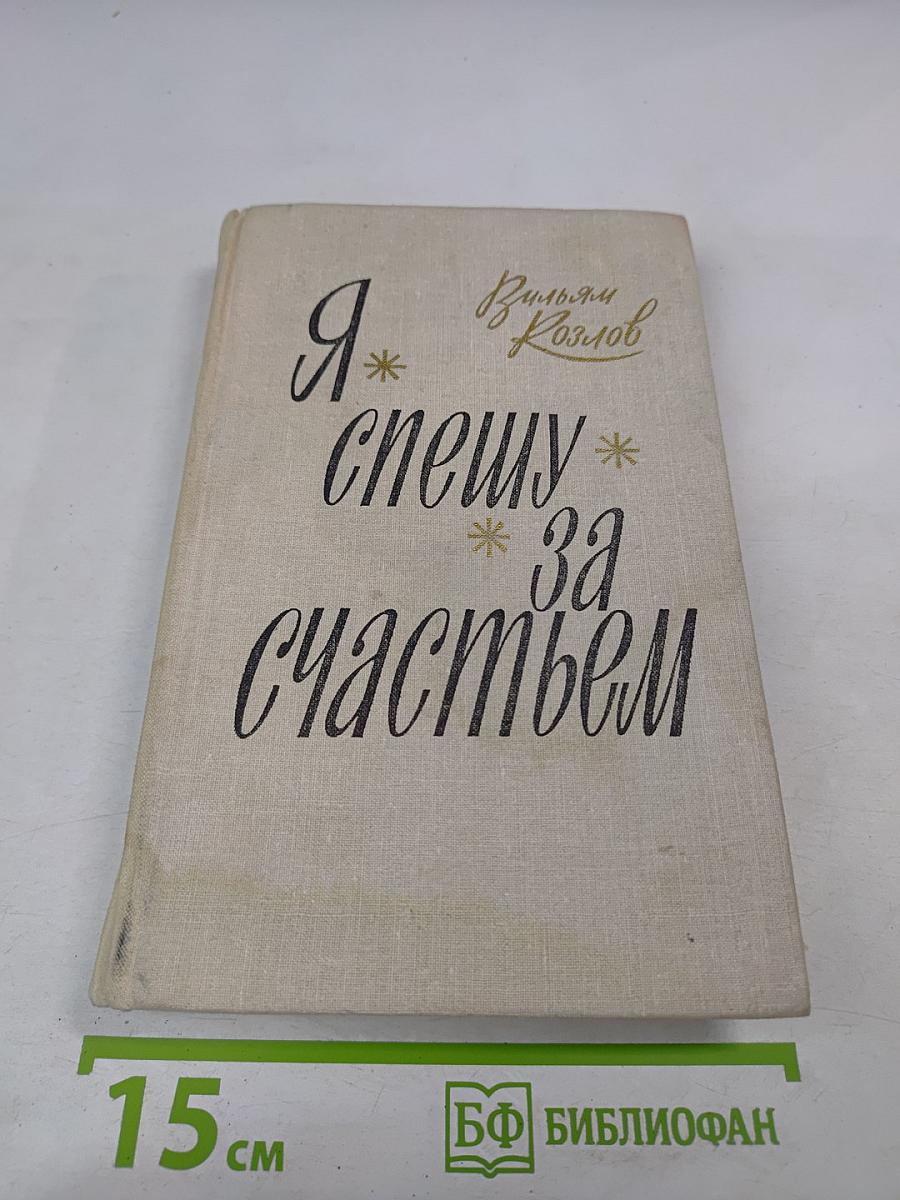 Вильям
Козлов
Я
спешу
за
счастьем
15 см
БФ БИБЛИОФАН